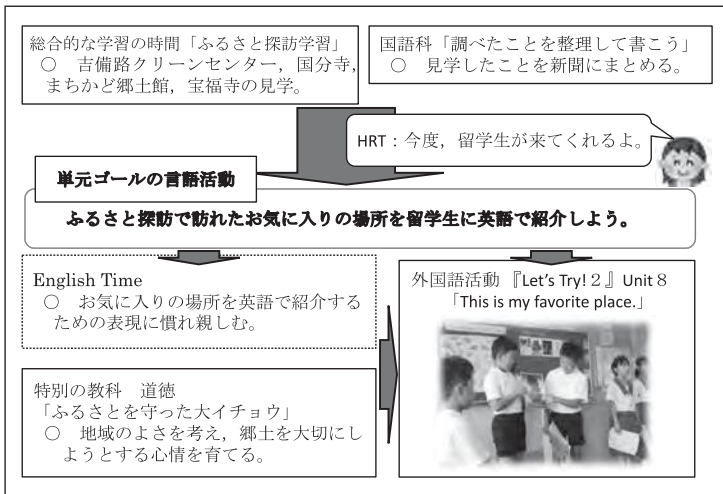 総合的な学習の時間「ふるさと探訪学習」
○　吉備路クリーンセンター，国分寺，
まちかど郷土館，宝福寺の見学。
国語科「調べたことを整理して書こう」
○　見学したことを新聞にまとめる。
HRT：今度，留学生が来てくれるよ。
単元ゴールの言語活動
ふるさと探訪で訪れたお気に入りの場所を留学生に英語で紹介しよう。
English Time
○　お気に入りの場所を英語で紹介する
ための表現に慣れ親しむ。
特別の教科　道徳
「ふるさとを守った大イチョウ」
○　地域のよさを考え，郷土を大切にし
ようとする心情を育てる。
外国語活動『Let's Try!２』Unit８
「This is my favorite place.」